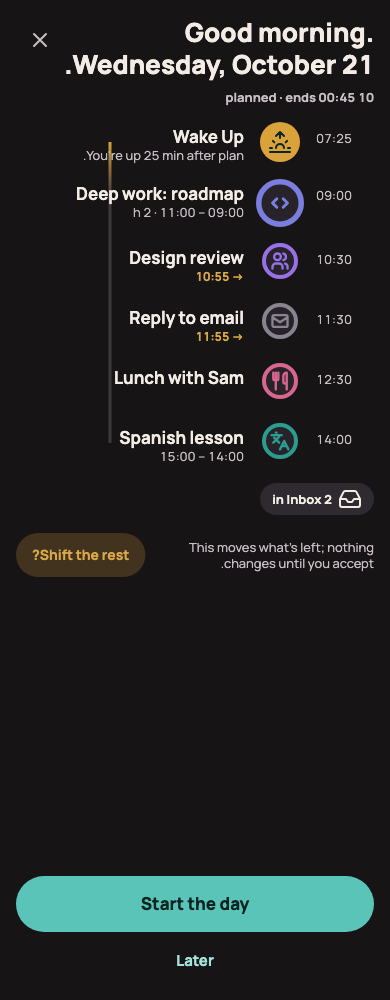 Good morning.
Wednesday, October 21.
10 planned · ends 00:45
07:25
Wake Up
You're up 25 min after plan.
09:00
Deep work: roadmap
09:00 – 11:00 · 2 h
10:30
Design review
→ 10:55
11:30
Reply to email
→ 11:55
12:30
Lunch with Sam
14:00
Spanish lesson
14:00 – 15:00
2 in Inbox
This moves what's left; nothing
changes until you accept.
Shift the rest?
Start the day
Later